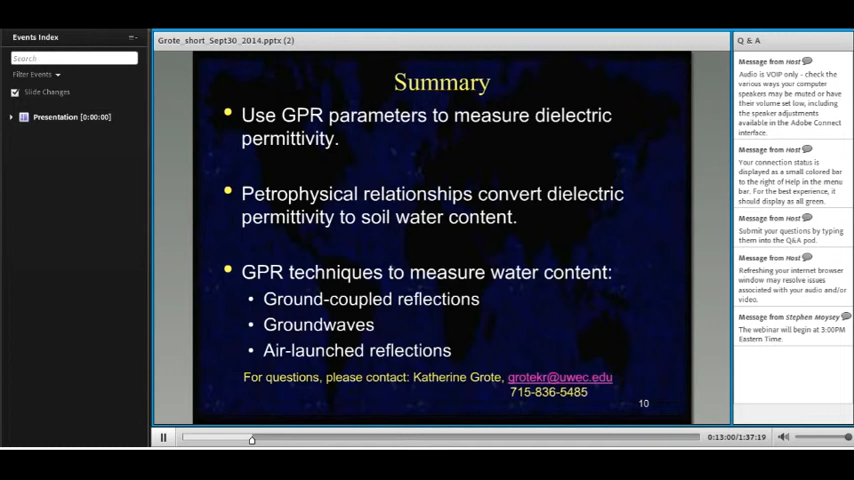 Events Index
Search
Filter Events
Slide Changes
Presentation [0:00:00]
Grote_short_Sept30_2014.pptx (2)
Summary
• Use GPR parameters to measure dielectric
permittivity.
• Petrophysical relationships convert dielectric
permittivity to soil water content.
• GPR techniques to measure water content:
• Ground-coupled reflections
• Groundwaves
• Air-launched reflections
For questions, please contact: Katherine Grote, grotekr@uwec.edu
715-836-5485
10
0:13:00/1:37:19
Q & A
Message from Host
Audio is VOIP only - check the
various ways your computer
speakers may be muted or have
their volume set low, including
the speaker adjustments
available in the Adobe Connect
interface.
Message from Host
Your connection status is
displayed as a small colored bar
to the right of Help in the menu
bar. For the best experience, it
should display as all green.
Message from Host
Submit your questions by typing
them into the Q&A pod.
Message from Host
Refreshing your internet browser
window may resolve issues
associated with your audio and/or
video.
Message from Stephen Moysey
The webinar will begin at 3:00PM
Eastern Time.